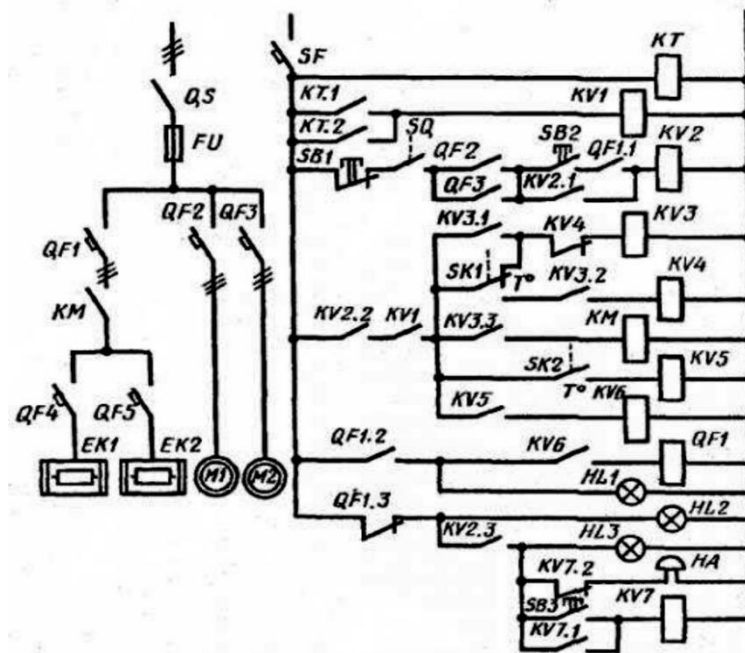 SF
KT
QS
KT.1
KV1
KT.2
SQ
FU
SB1
QF2
SB2
QF1.1
KV2
QF3
KV2.1
QF2
QF3
KV3.1
KV4
KV3
QF1
SK1
T°
KV3.2
KV4
KM
KV2.2
KV1
KV3.3
KM
SK2
T°
KV5
QF4
QF5
KV5
KV6
EK1
EK2
M1
M2
QF1.2
KV6
QF1
HL1
QF1.3
HL2
KV2.3
HL3
KV7.2
HA
SB3
KV7
KV7.1